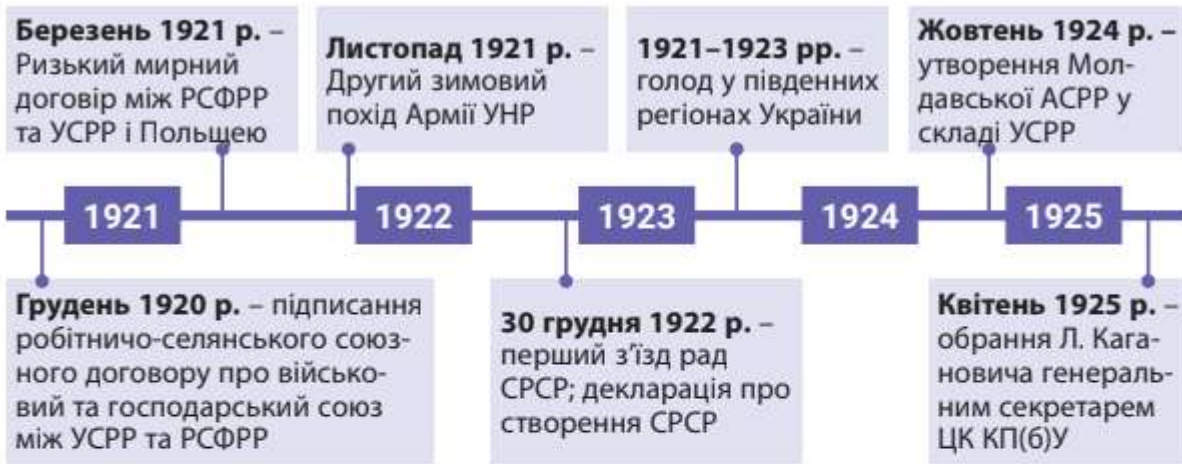 Березень 1921 р. –
Ризький мирний
договір між РСФРР
та УСРР і Польщею
Листопад 1921 р. –
Другий зимовий
похід Армії УНР
1921–1923 рр. –
голод у південних
регіонах України
Жовтень 1924 р. –
утворення Мол-
давської АСРР у
складі УСРР
1921
1922
1923
1924
1925
Грудень 1920 р. – підписання
робітничо-селянського союз-
ного договору про військо-
вий та господарський союз
між УСРР та РСФРР
30 грудня 1922 р. –
перший з’їзд рад
СРСР; декларація про
створення СРСР
Квітень 1925 р. –
обрання Л. Кага-
новича генераль-
ним секретарем
ЦК КП(б)У